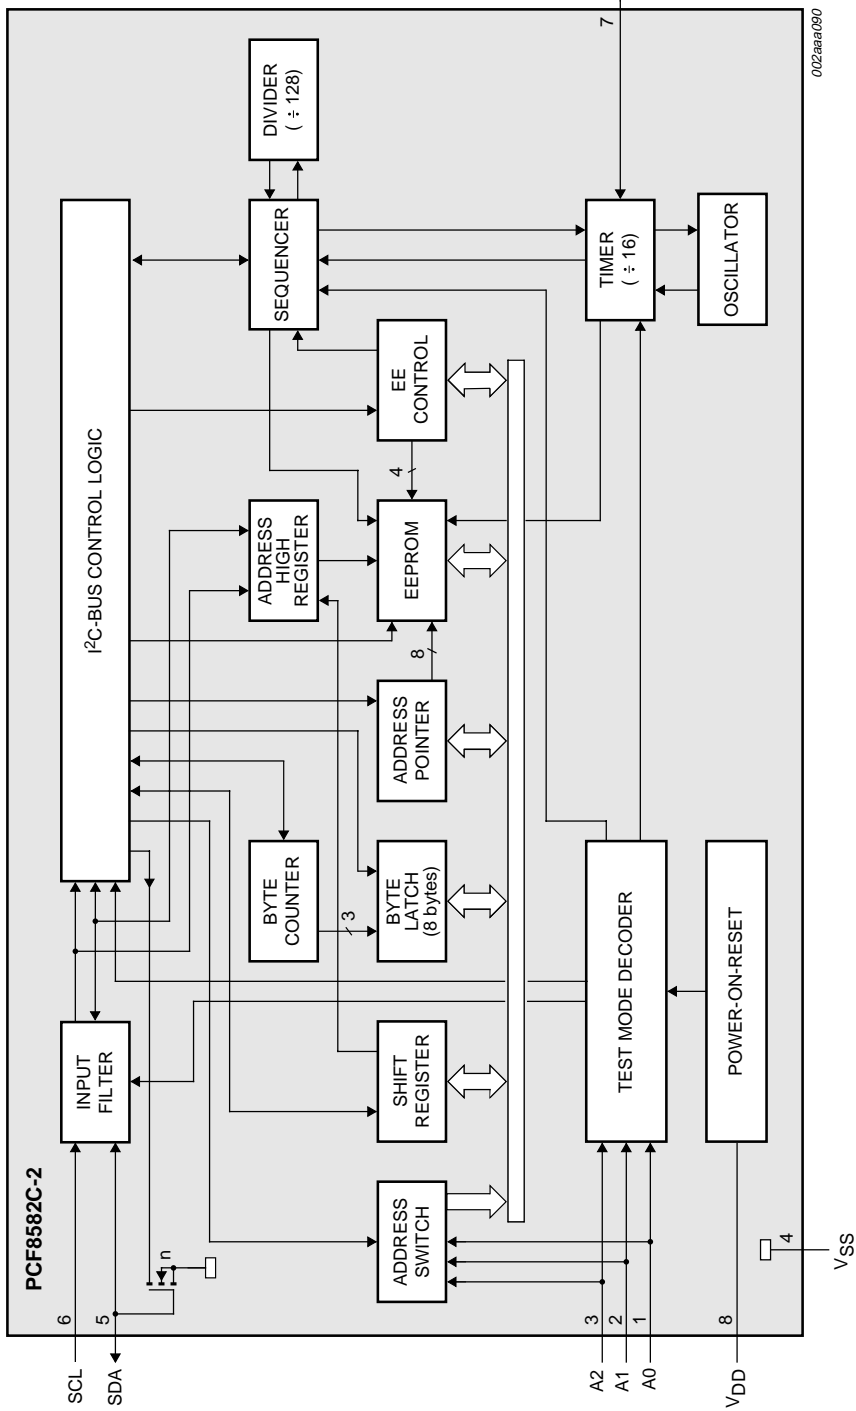 PCF8582C-2
SCL
6
SDA
5
n
INPUT
FILTER
I²C-BUS CONTROL LOGIC
BYTE
COUNTER
3
ADDRESS
HIGH
REGISTER
SEQUENCER
DIVIDER
( ÷ 128)
ADDRESS
SWITCH
SHIFT
REGISTER
BYTE
LATCH
(8 bytes)
ADDRESS
POINTER
8
EEPROM
4
EE
CONTROL
A2
3
A1
2
A0
1
TEST MODE DECODER
TIMER
( ÷ 16)
7
VDD
8
POWER-ON-RESET
OSCILLATOR
4
VSS
002aaa090